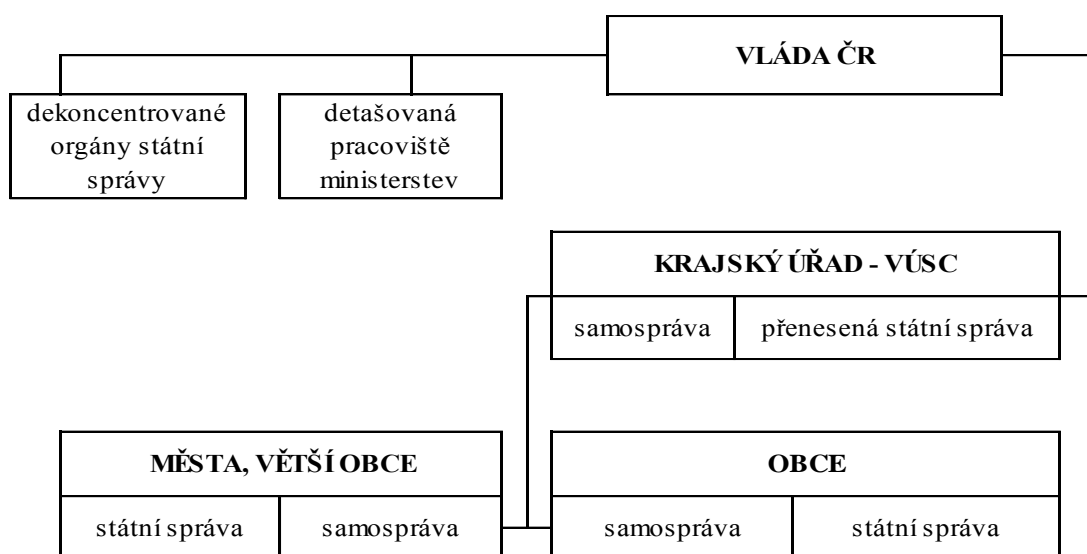 VLÁDA ČR
dekoncentrované
orgány státní
správy
detašovaná
pracoviště
ministerstev
KRAJSKÝ ÚŘAD - VÚSC
samospráva
přenesená státní správa
MĚSTA, VĚTŠÍ OBCE
státní správa
samospráva
OBCE
samospráva
státní správa